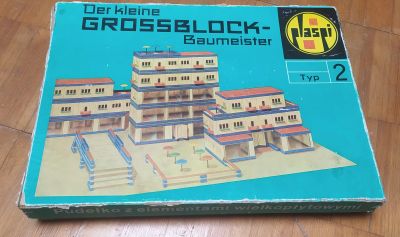 Der kleine
GROSSBLOCK-
Baumeister
plaspi
Typ 2
Pudełko z elementami wielkopłytowymi